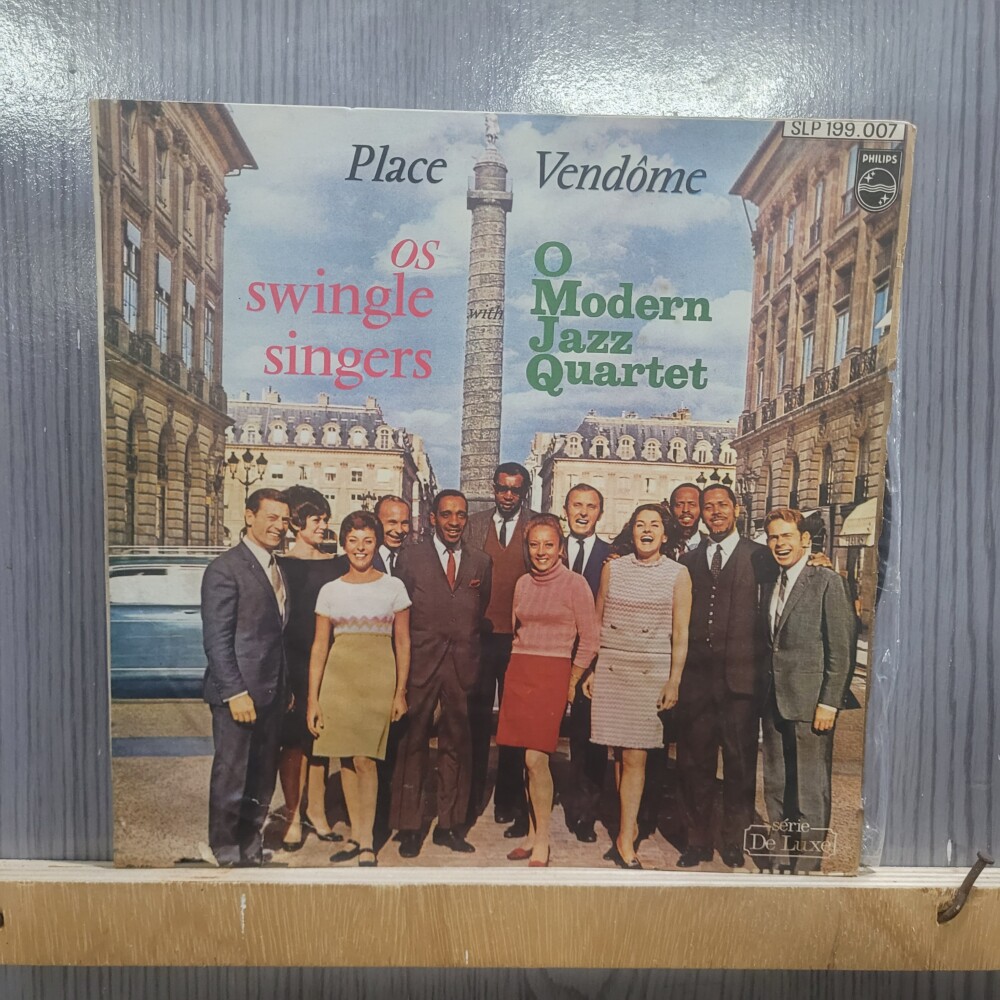 SLP 199.007
PHILIPS
Place Vendôme
os
swingle
singers
with
O
Modern
Jazz
Quartet
série
De Luxe